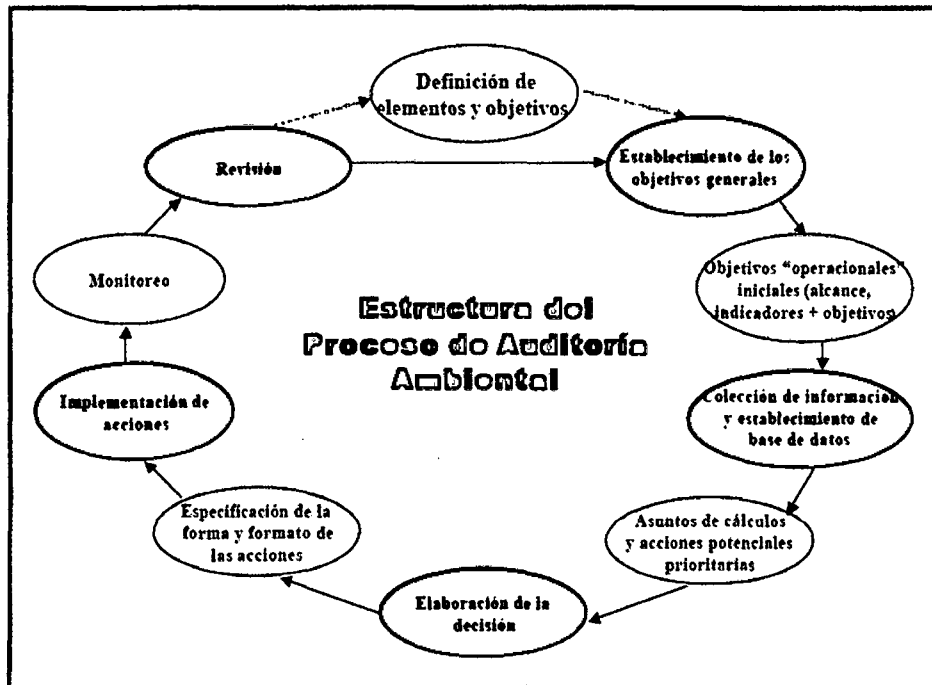 Definición de
elementos y objetivos
Establecimiento de los
objetivos generales
Objetivos “operacionales”
iniciales (alcance,
indicadores + objetivos)
Colección de información
y establecimiento de
base de datos
Asuntos de cálculos
y acciones potenciales
prioritarias
Elaboración de la
decisión
Especificación de la
forma y formato de
las acciones
Implementación de
acciones
Monitoreo
Revisión
Estructura del
Proceso de Auditoría
Ambiental